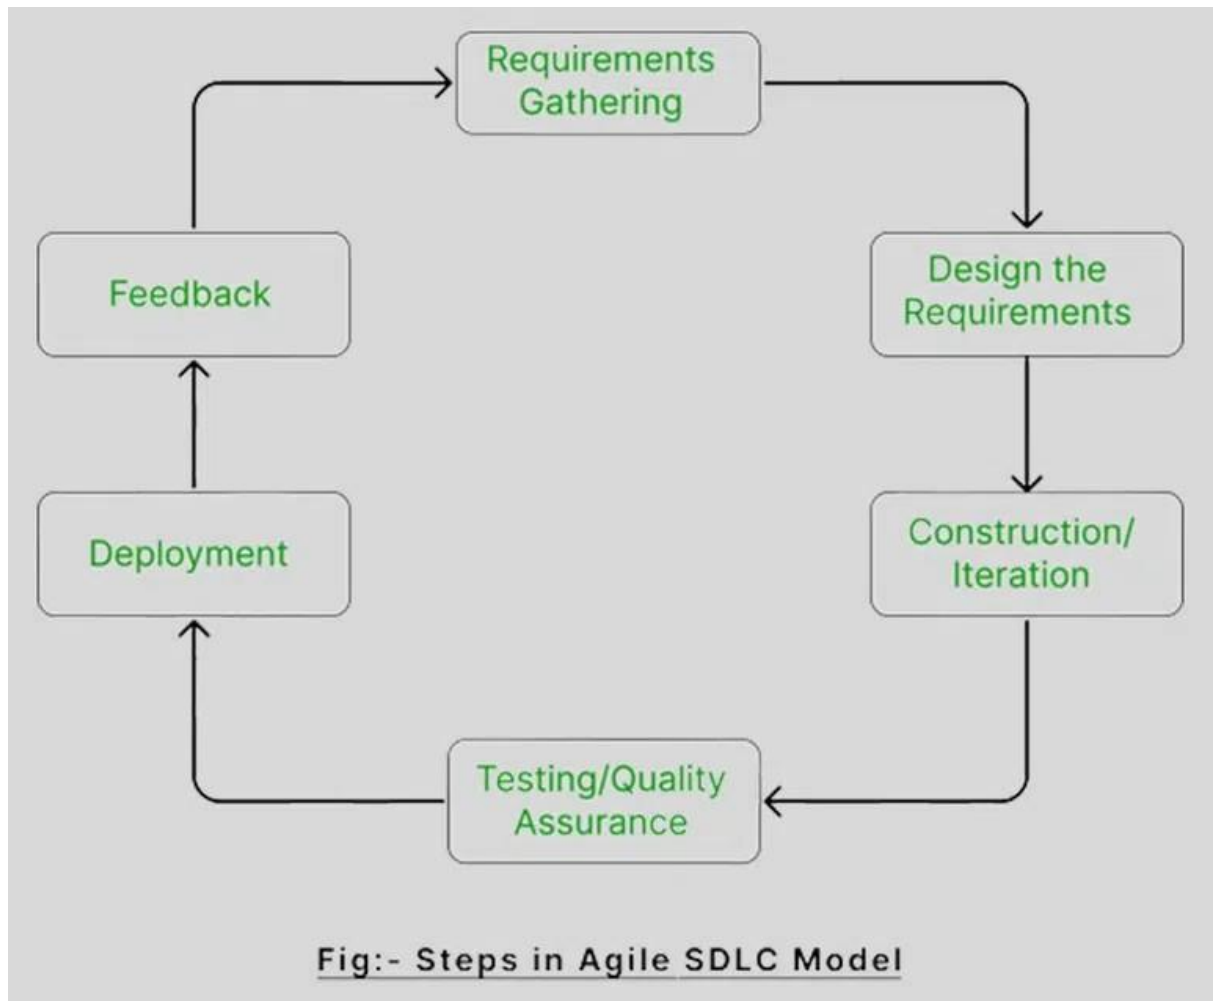 Requirements
Gathering
Design the
Requirements
Construction/
Iteration
Testing/Quality
Assurance
Deployment
Feedback
Fig:- Steps in Agile SDLC Model